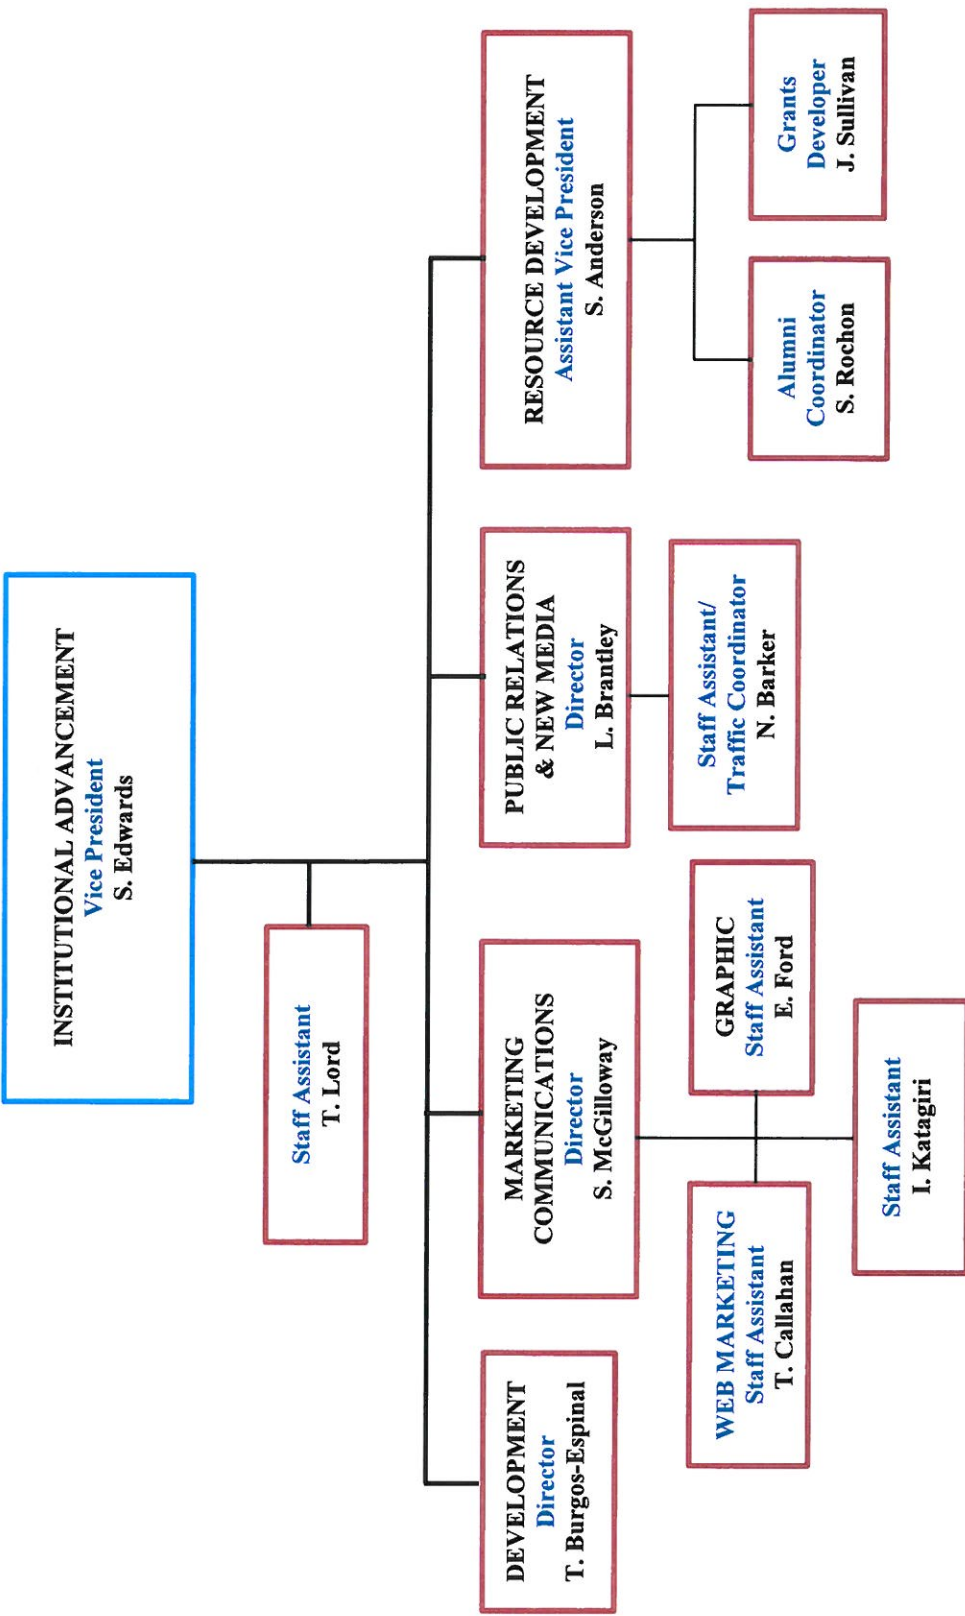 INSTITUTIONAL ADVANCEMENT
Vice President
S. Edwards
Staff Assistant
T. Lord
DEVELOPMENT
Director
T. Burgos-Espinal
MARKETING
COMMUNICATIONS
Director
S. McGilloway
PUBLIC RELATIONS
& NEW MEDIA
Director
L. Brantley
RESOURCE DEVELOPMENT
Assistant Vice President
S. Anderson
WEB MARKETING
Staff Assistant
T. Callahan
GRAPHIC
Staff Assistant
E. Ford
Staff Assistant
I. Katagiri
Staff Assistant/
Traffic Coordinator
N. Barker
Alumni
Coordinator
S. Rochon
Grants
Developer
J. Sullivan